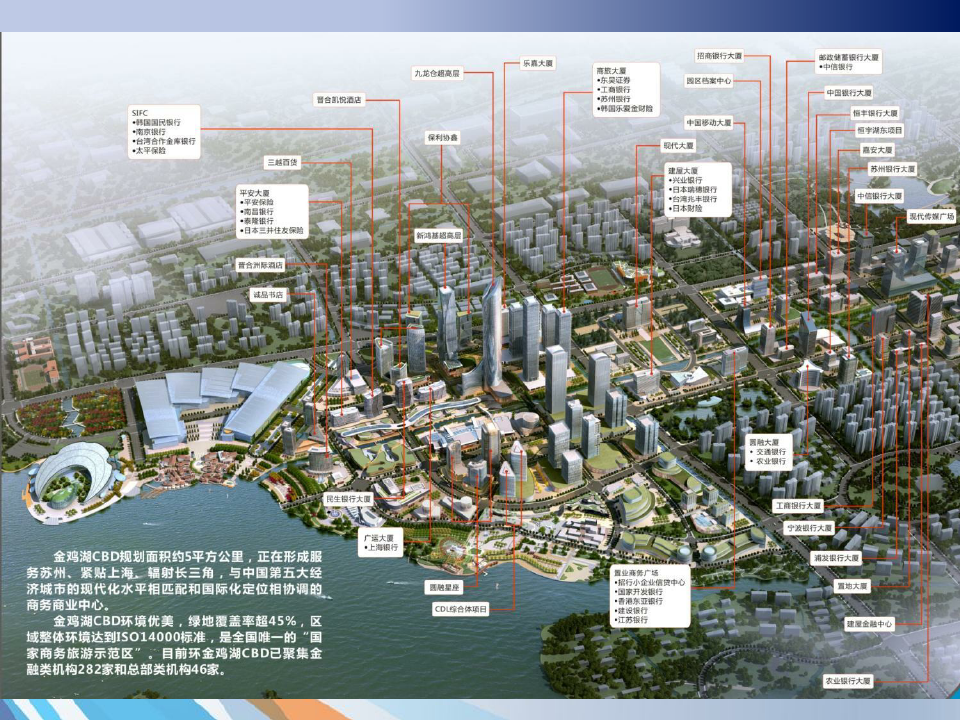 招商银行大厦
邮政储蓄银行大厦
•中信银行
乐嘉大厦
九龙仓超高层
商旅大厦
•东吴证券
•工商银行
•苏州银行
•韩国乐爱金财险
园区档案中心
中国银行大厦
晋合凯悦酒店
SIFC
•韩国国民银行
•南京银行
•台湾合作金库银行
•太平保险
恒丰银行大厦
中国移动大厦
恒宇湖东项目
保利协鑫
现代大厦
嘉安大厦
三越百货
苏州银行大厦
建屋大厦
•兴业银行
•日本瑞穗银行
•台湾兆丰银行
•日本财险
平安大厦
•平安保险
•南昌银行
•泰隆银行
•日本三井住友保险
中信银行大厦
现代传媒广场
新鸿基超高层
晋合洲际酒店
诚品书店
圆融大厦
• 交通银行
• 农业银行
民生银行大厦
工商银行大厦
宁波银行大厦
广运大厦
•上海银行
浦发银行大厦
置业商务广场
•招行小企业信贷中心
•国家开发银行
•香港东亚银行
•建设银行
•江苏银行
圆融星座
置地大厦
CDL综合体项目
建屋金融中心
农业银行大厦
金鸡湖CBD规划面积约5平方公里，正在形成服
务苏州、紧贴上海、辐射长三角，与中国第五大经
济城市的现代化水平相匹配和国际化定位相协调的
商务商业中心。
金鸡湖CBD环境优美，绿地覆盖率超45%，区
域整体环境达到ISO14000标准，是全国唯一的“国
家商务旅游示范区”。目前环金鸡湖CBD已聚集金
融类机构282家和总部类机构46家。